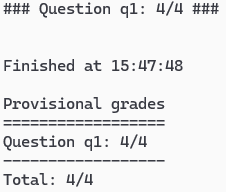 ### Question q1: 4/4 ###
Finished at 15:47:48
Provisional grades
==================
Question q1: 4/4
------------------
Total: 4/4